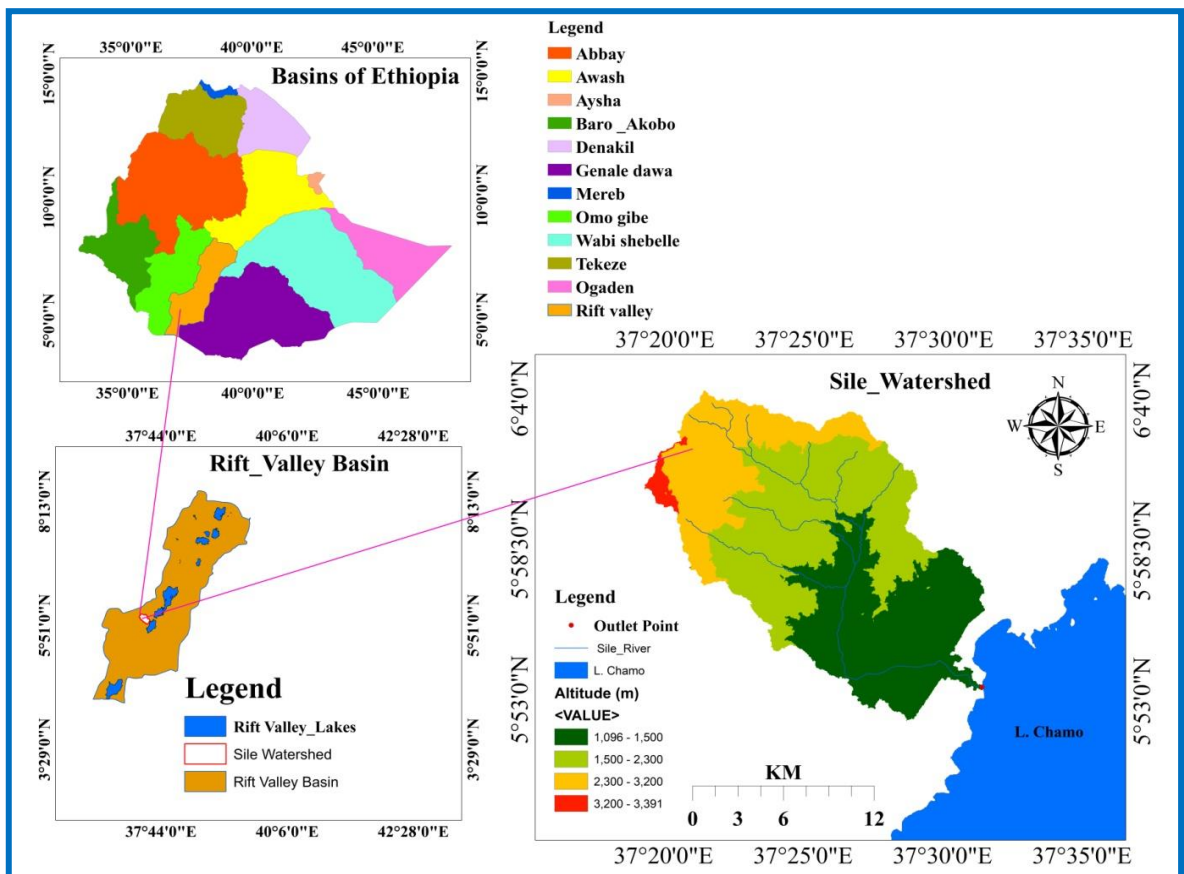 Basins of Ethiopia
35°0'0"E 40°0'0"E 45°0'0"E
15°0'0"N
10°0'0"N
5°0'0"N
15°0'0"N
10°0'0"N
5°0'0"N
35°0'0"E 40°0'0"E 45°0'0"E
Legend
Abbay
Awash
Aysha
Baro _Akobo
Denakil
Genale dawa
Mereb
Omo gibe
Wabi shebelle
Tekeze
Ogaden
Rift valley
37°44'0"E 40°6'0"E 42°28'0"E
Rift_Valley Basin
8°13'0"N
5°51'0"N
3°29'0"N
8°13'0"N
5°51'0"N
3°29'0"N
Legend
Rift Valley_Lakes
Sile Watershed
Rift Valley Basin
37°44'0"E 40°6'0"E 42°28'0"E
37°20'0"E 37°25'0"E 37°30'0"E 37°35'0"E
Sile_Watershed
N
W E
S
6°4'0"N
5°58'30"N
5°53'0"N
6°4'0"N
5°58'30"N
5°53'0"N
Legend
Outlet Point
Sile_River
L. Chamo
Altitude (m)
<VALUE>
1,096 - 1,500
1,500 - 2,300
2,300 - 3,200
3,200 - 3,391
KM
0 3 6 12
L. Chamo
37°20'0"E 37°25'0"E 37°30'0"E 37°35'0"E